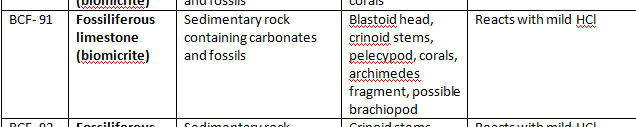 (biomicrite)
and fossils
corals
BCF- 91
Fossiliferous
limestone
(biomicrite)
Sedimentary rock
containing carbonates
and fossils
Blastoid head,
crinoid stems,
pelecypod, corals,
archimedes
fragment, possible
brachiopod
Reacts with mild HCl
BCF- 92
Fossiliferous
Sedimentary rock
Crinoid stems
Reacts with mild HCl